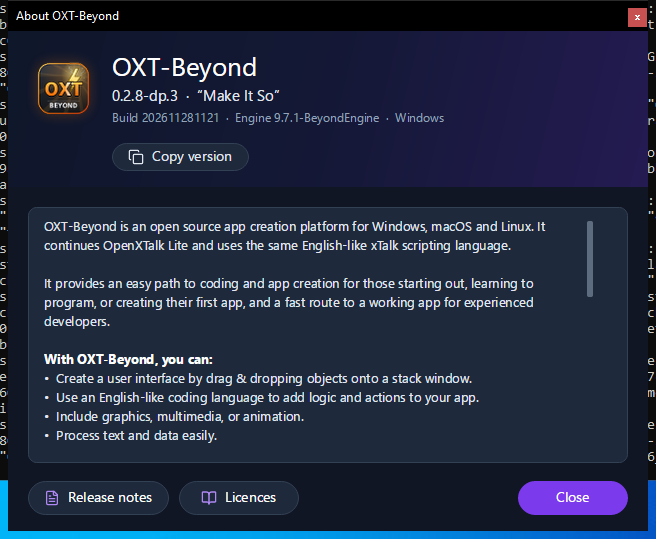 About OXT-Beyond
x
OXT
BEYOND
OXT-Beyond
0.2.8-dp.3 · “Make It So”
Build 202611281121 · Engine 9.7.1-BeyondEngine · Windows
Copy version
OXT-Beyond is an open source app creation platform for Windows, macOS and Linux. It
continues OpenXTalk Lite and uses the same English-like xTalk scripting language.
It provides an easy path to coding and app creation for those starting out, learning to
program, or creating their first app, and a fast route to a working app for experienced
developers.
With OXT-Beyond, you can:
• Create a user interface by drag & dropping objects onto a stack window.
• Use an English-like coding language to add logic and actions to your app.
• Include graphics, multimedia, or animation.
• Process text and data easily.
Release notes
Licences
Close